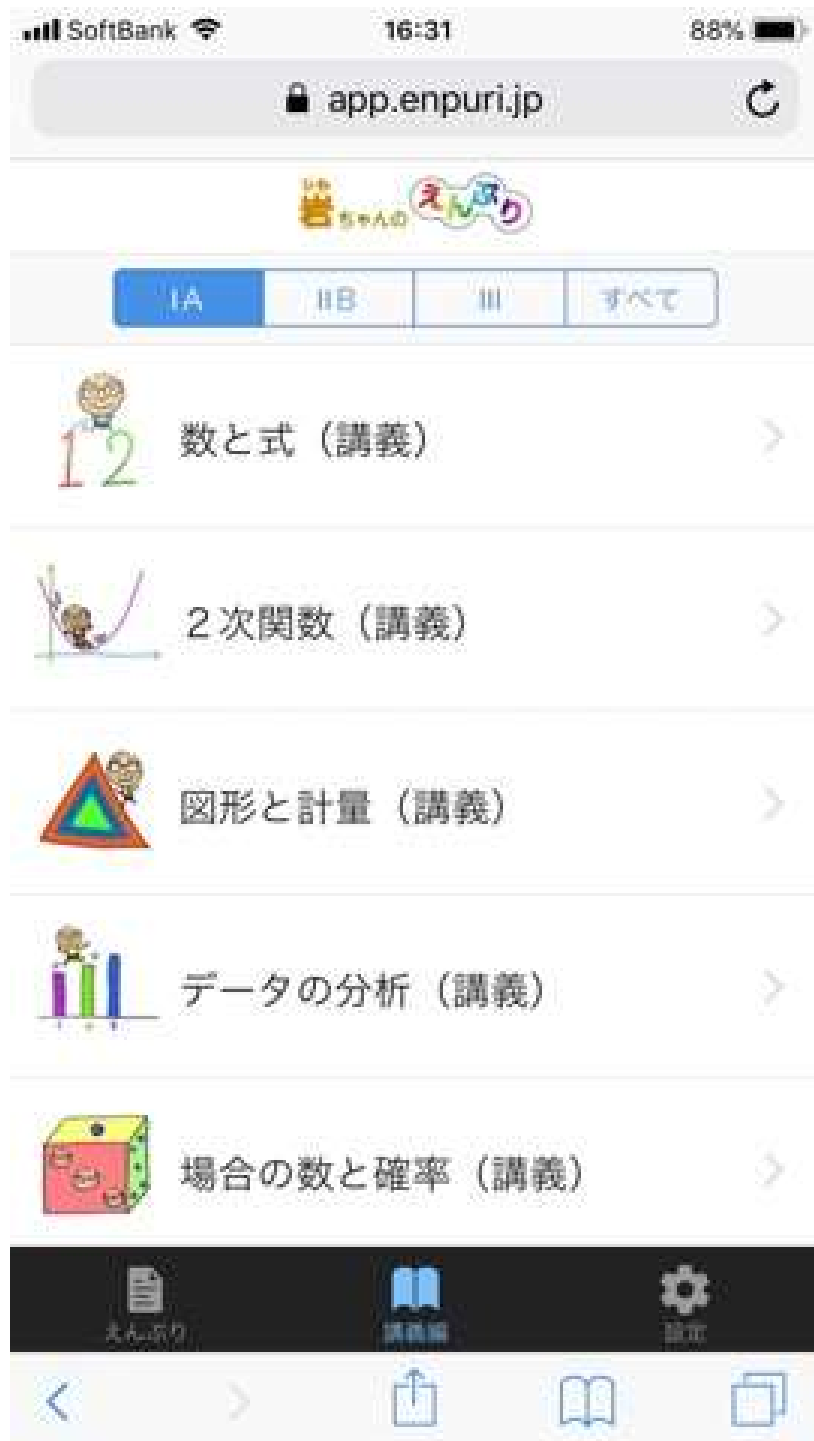 SoftBank 16:31 88%
app.enpuri.jp
いわ
岩ちゃんの えんぷり
IA IIB III すべて
数と式（講義）
２次関数（講義）
図形と計量（講義）
データの分析（講義）
場合の数と確率（講義）
えんぷり 講義編 設定